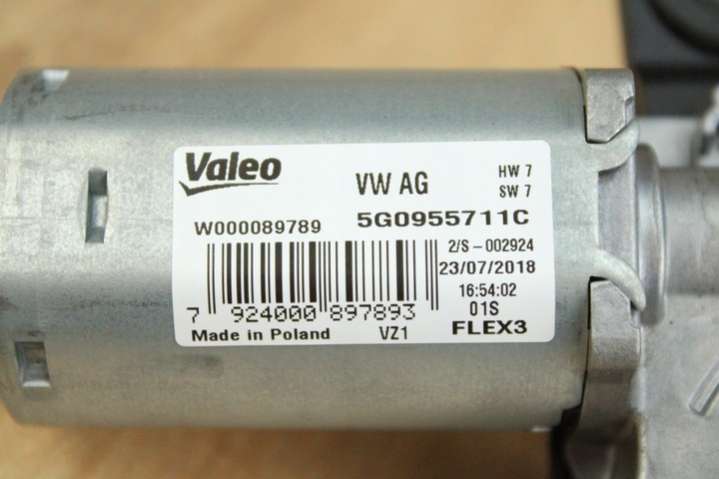 Valeo
VW AG
HW 7
SW 7
W000089789
5G0955711C
2/S-002924
23/07/2018
16:54:02
7 924000 897893
01S
Made in Poland
VZ1
FLEX3